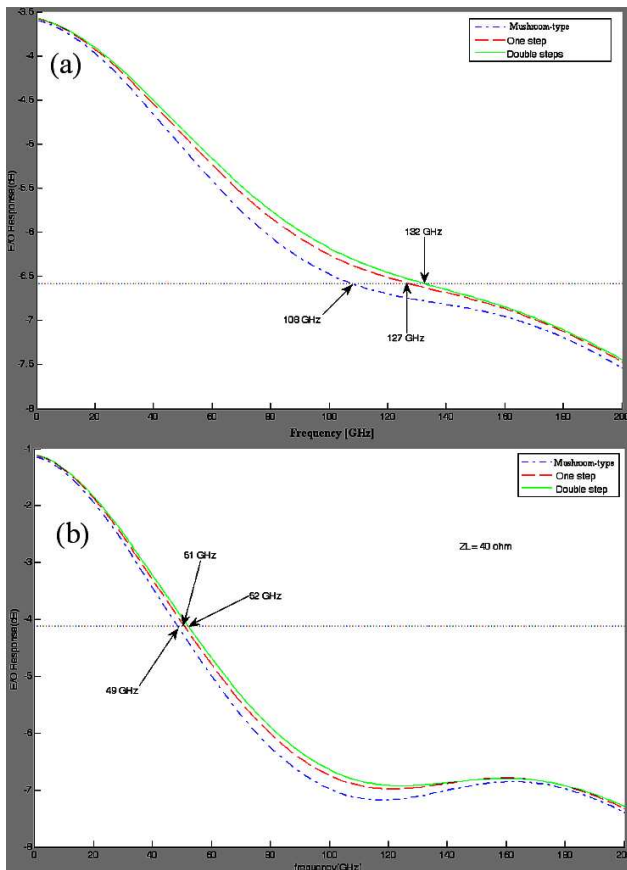 -3.5
Mushroom-type
One step
Double steps
(a)
-4
-4.5
-5
-5.5
E/O Response(dB)
-6
132 GHz
-6.5
108 GHz
127 GHz
-7
-7.5
-8
0 20 40 60 80 100 120 140 160 180 200
Frequency [GHz]
-1
Mushroom-type
One step
Double step
-2
(b)
ZL= 40 ohm
-3
51 GHz
52 GHz
-4
E/O Response(dB)
-5
49 GHz
-6
-7
-8
0 20 40 60 80 100 120 140 160 180 200
frequency[GHz]